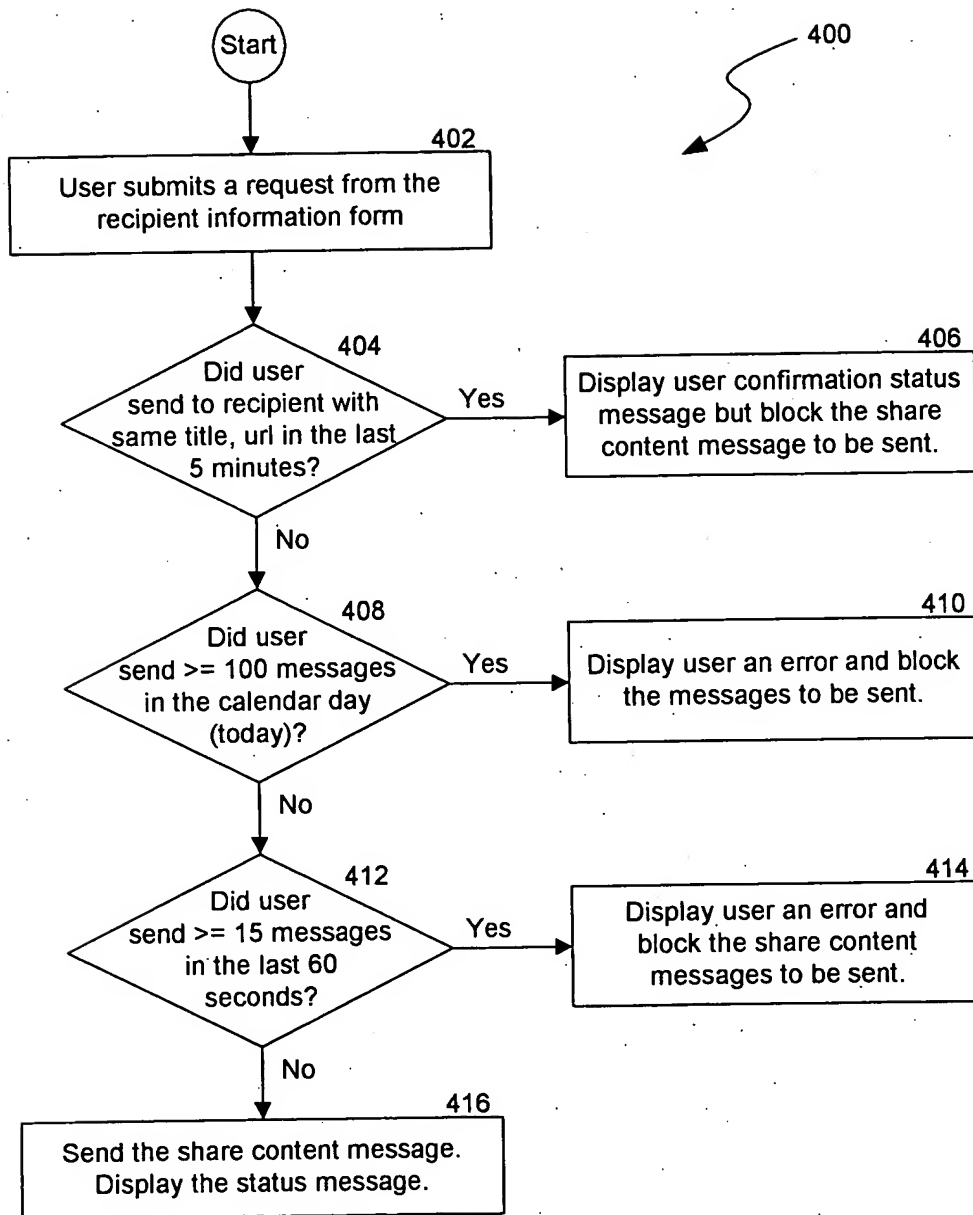 Start
400
402
User submits a request from the
recipient information form
404
Did user
send to recipient with
same title, url in the last
5 minutes?
Yes
406
Display user confirmation status
message but block the share
content message to be sent.
No
408
Did user
send >= 100 messages
in the calendar day
(today)?
Yes
410
Display user an error and block
the messages to be sent.
No
412
Did user
send >= 15 messages
in the last 60
seconds?
Yes
414
Display user an error and
block the share content
messages to be sent.
No
416
Send the share content message.
Display the status message.